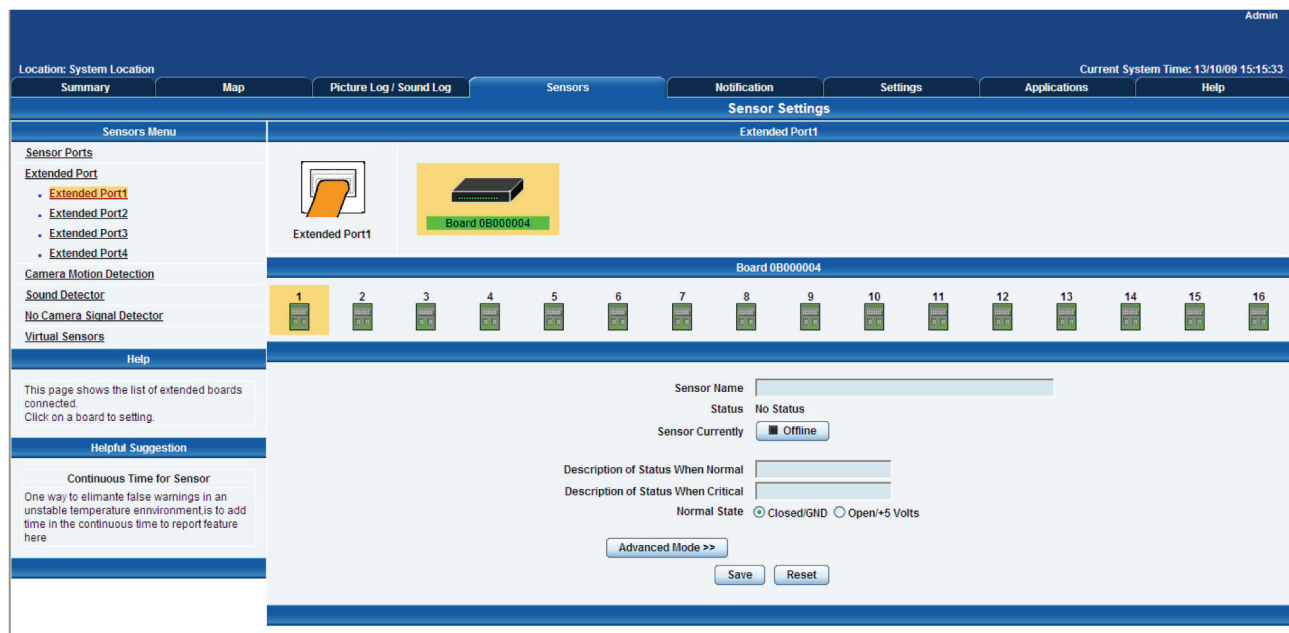 Admin
Location: System Location
Current System Time: 13/10/09 15:15:33
Summary
Map
Picture Log / Sound Log
Sensors
Notification
Settings
Applications
Help
Sensor Settings
Sensors Menu
Sensor Ports
Extended Port
Extended Port1
Extended Port2
Extended Port3
Extended Port4
Camera Motion Detection
Sound Detector
No Camera Signal Detector
Virtual Sensors
Help
This page shows the list of extended boards
connected.
Click on a board to setting.
Helpful Suggestion
Continuous Time for Sensor
One way to elimante false warnings in an
unstable temperature ennvironment,is to add
time in the continuous time to report feature
here
Extended Port1
Extended Port1
Board 0B000004
Board 0B000004
1 2 3 4 5 6 7 8 9 10 11 12 13 14 15 16
Sensor Name
Status No Status
Sensor Currently Offline
Description of Status When Normal
Description of Status When Critical
Normal State Closed/GND Open/+5 Volts
Advanced Mode >>
Save Reset